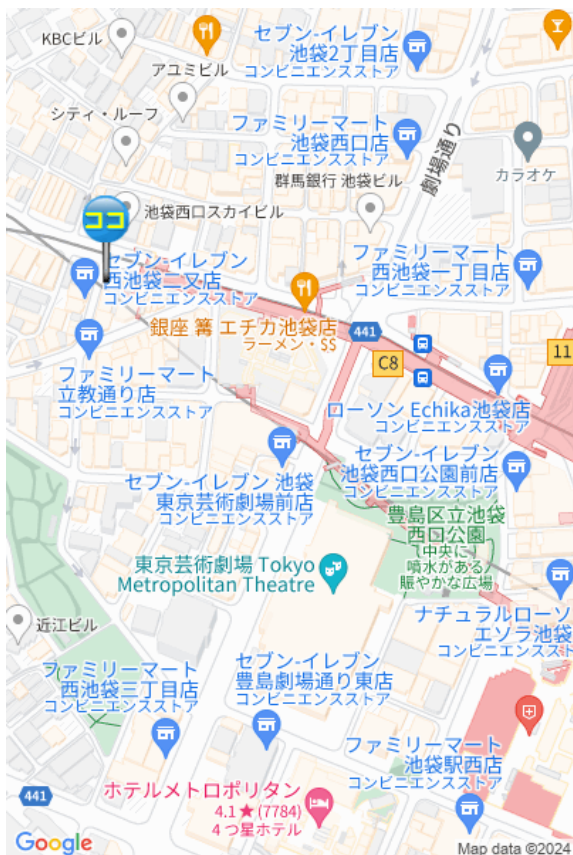 セブン-イレブン
池袋2丁目店
コンビニエンスストア
KBCビル
アユミビル
シティ・ルーフ
ファミリーマート
池袋西口店
コンビニエンスストア
劇場通り
カラオケ
群馬銀行 池袋ビル
池袋西口スカイビル
ココ
セブン-イレブン
西池袋二又店
コンビニエンスストア
ファミリーマート
西池袋一丁目店
コンビニエンスストア
銀座 篝 エチカ池袋店
ラーメン・$$
441
C8
11
ファミリーマート
立教通り店
コンビニエンスストア
ローソン Echika池袋店
コンビニエンスストア
セブン-イレブン
池袋西口公園前店
コンビニエンスストア
セブン-イレブン 池袋
東京芸術劇場前店
コンビニエンスストア
豊島区立池袋
西口公園
中央に
噴水がある
賑やかな広場
東京芸術劇場 Tokyo
Metropolitan Theatre
ナチュラルローソ
エソラ池袋
コンビニエンススト
近江ビル
ファミリーマート
西池袋三丁目店
コンビニエンスストア
セブン-イレブン
豊島劇場通り東店
コンビニエンスストア
ファミリーマート
池袋駅西店
コンビニエンスストア
ホテルメトロポリタン
4.1★(7784)
4 つ星ホテル
441
Google
Map data ©2024